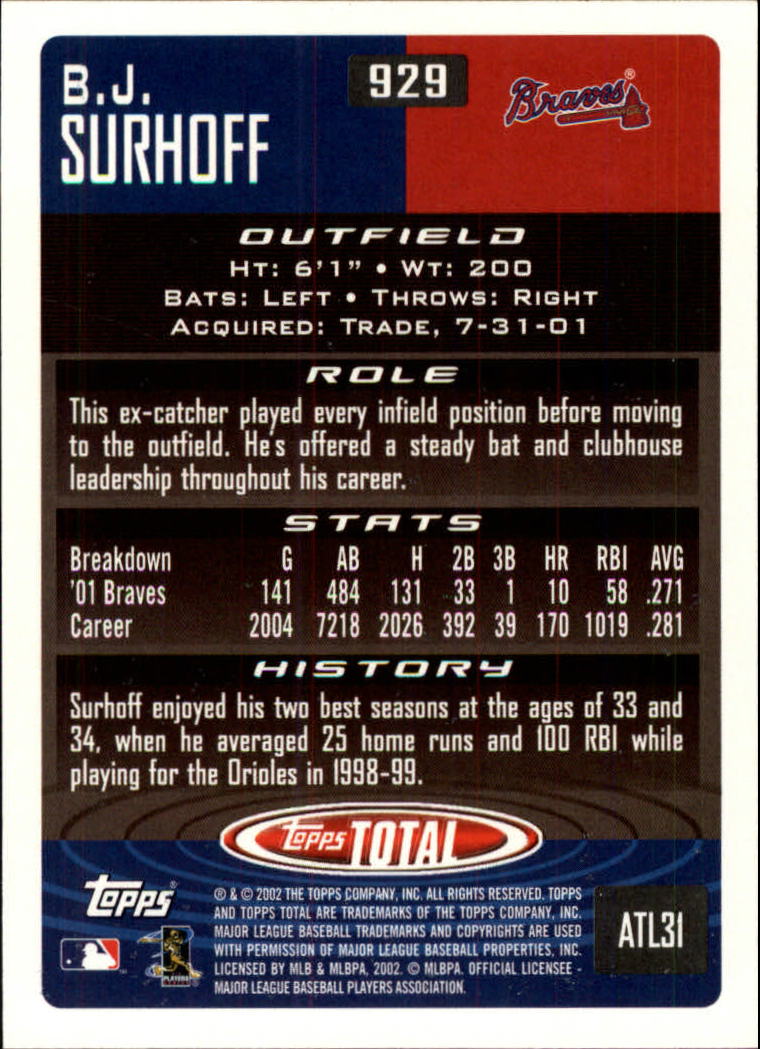 B.J.
SURHOFF
929
Braves®
OUTFIELD
HT: 6'1" • WT: 200
BATS: LEFT • THROWS: RIGHT
ACQUIRED: TRADE, 7-31-01
ROLE
This ex-catcher played every infield position before moving
to the outfield. He's offered a steady bat and clubhouse
leadership throughout his career.
STATS
Breakdown G AB H 2B 3B HR RBI AVG
'01 Braves 141 484 131 33 1 10 58 .271
Career 2004 7218 2026 392 39 170 1019 .281
HISTORY
Surhoff enjoyed his two best seasons at the ages of 33 and
34, when he averaged 25 home runs and 100 RBI while
playing for the Orioles in 1998-99.
Topps TOTAL
Topps®
® & © 2002 THE TOPPS COMPANY, INC. ALL RIGHTS RESERVED. TOPPS
AND TOPPS TOTAL ARE TRADEMARKS OF THE TOPPS COMPANY, INC.
MAJOR LEAGUE BASEBALL TRADEMARKS AND COPYRIGHTS ARE USED
WITH PERMISSION OF MAJOR LEAGUE BASEBALL PROPERTIES, INC.
LICENSED BY MLB & MLBPA, 2002. © MLBPA. OFFICIAL LICENSEE -
MAJOR LEAGUE BASEBALL PLAYERS ASSOCIATION.
PLAYERS
ATL31